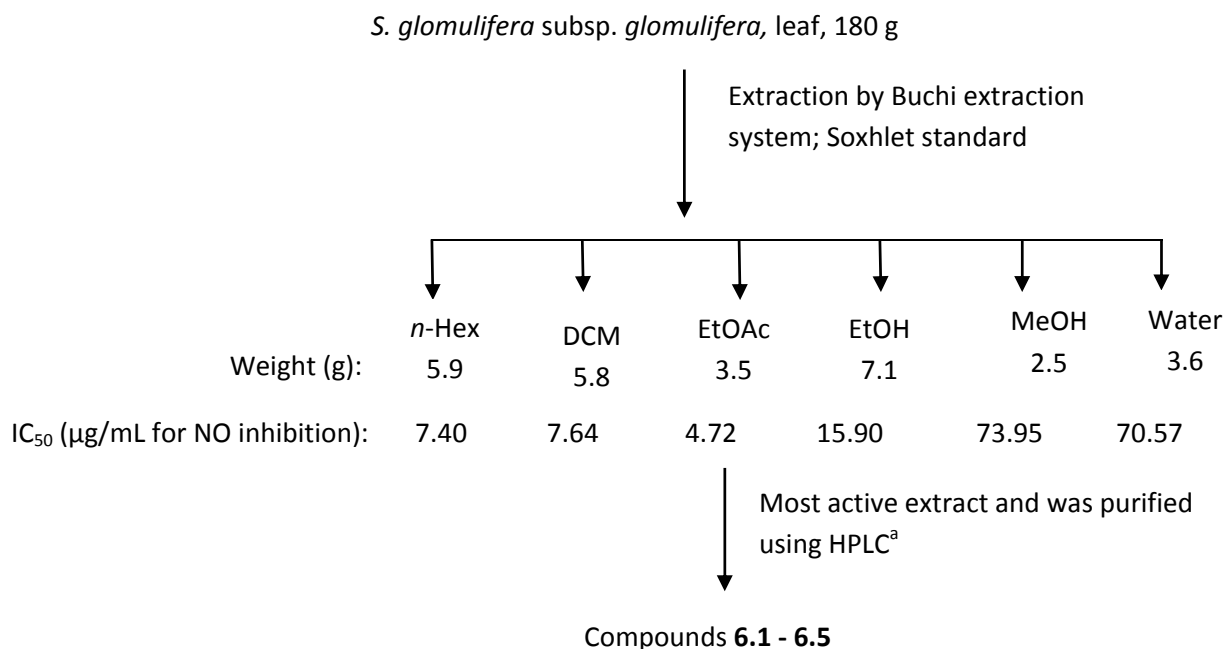 S. glomulifera subsp. glomulifera, leaf, 180 g
Extraction by Buchi extraction
system; Soxhlet standard
n-Hex DCM EtOAc EtOH MeOH Water
Weight (g): 5.9 5.8 3.5 7.1 2.5 3.6
IC₅₀ (µg/mL for NO inhibition): 7.40 7.64 4.72 15.90 73.95 70.57
Most active extract and was purified
using HPLCᵃ
Compounds 6.1 - 6.5